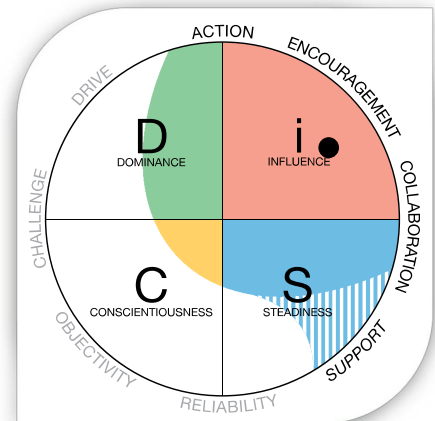 ACTION
ENCOURAGEMENT
DRIVE
D
DOMINANCE
i
INFLUENCE
CHALLENGE
COLLABORATION
C
CONSCIENTIOUSNESS
S
STEADINESS
OBJECTIVITY
SUPPORT
RELIABILITY